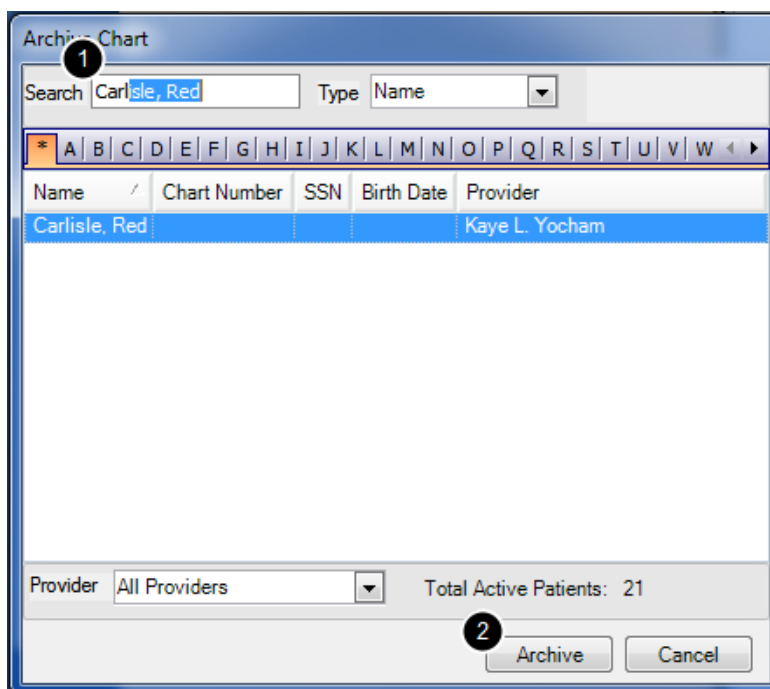 Archive Chart
1
Search Carlisle, Red Type Name
* A B C D E F G H I J K L M N O P Q R S T U V W
Name Chart Number SSN Birth Date Provider
Carlisle, Red Kaye L. Yocham
Provider All Providers Total Active Patients: 21
2
Archive Cancel